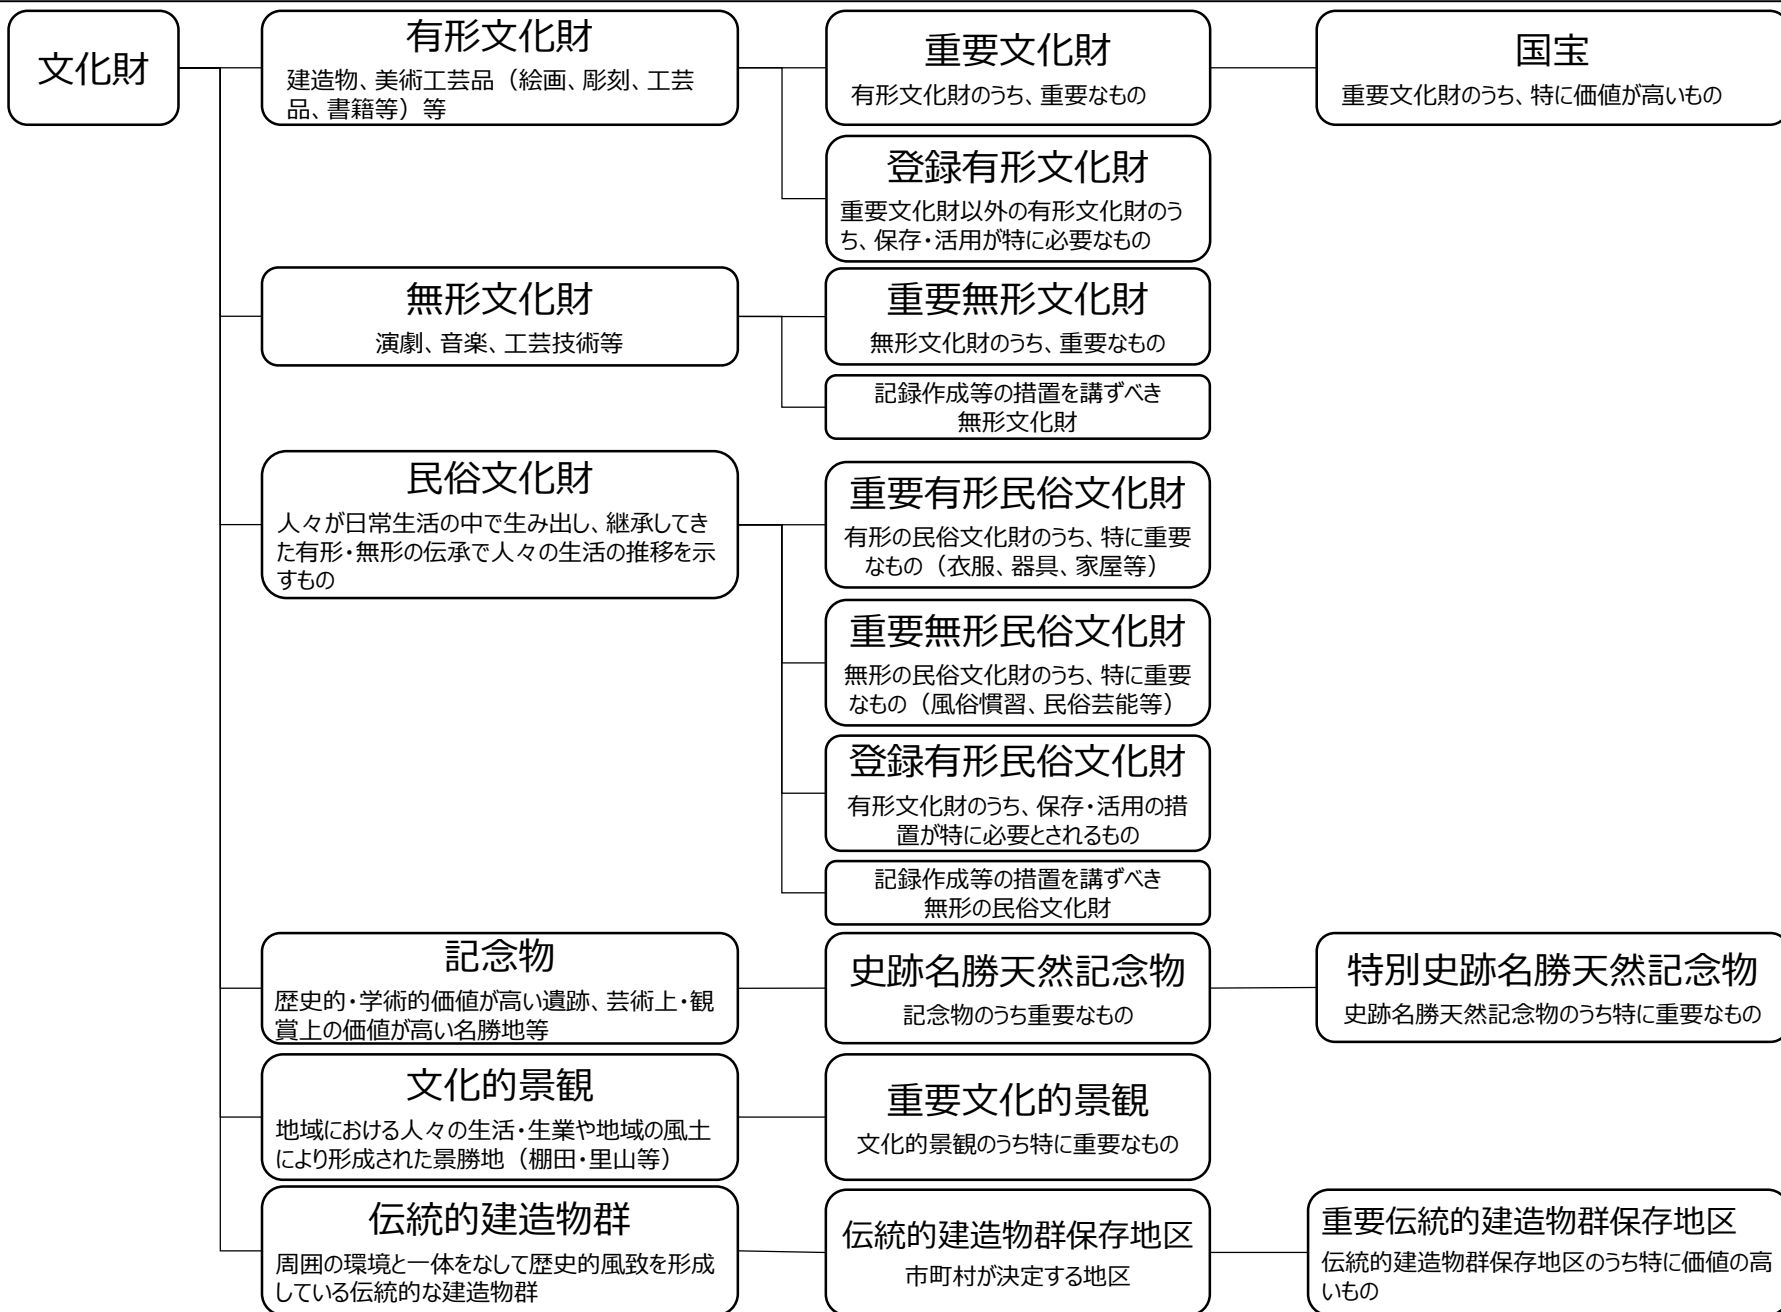 文化財
有形文化財
建造物、美術工芸品（絵画、彫刻、工芸
品、書籍等）等
重要文化財
有形文化財のうち、重要なもの
国宝
重要文化財のうち、特に価値が高いもの
登録有形文化財
重要文化財以外の有形文化財のう
ち、保存・活用が特に必要なもの
無形文化財
演劇、音楽、工芸技術等
重要無形文化財
無形文化財のうち、重要なもの
記録作成等の措置を講ずべき
無形文化財
民俗文化財
人々が日常生活の中で生み出し、継承してき
た有形・無形の伝承で人々の生活の推移を示
すもの
重要有形民俗文化財
有形の民俗文化財のうち、特に重要
なもの（衣服、器具、家屋等）
重要無形民俗文化財
無形の民俗文化財のうち、特に重要
なもの（風俗慣習、民俗芸能等）
登録有形民俗文化財
有形文化財のうち、保存・活用の措
置が特に必要とされるもの
記録作成等の措置を講ずべき
無形の民俗文化財
記念物
歴史的・学術的価値が高い遺跡、芸術上・観
賞上の価値が高い名勝地等
史跡名勝天然記念物
記念物のうち重要なもの
特別史跡名勝天然記念物
史跡名勝天然記念物のうち特に重要なもの
文化的景観
地域における人々の生活・生業や地域の風土
により形成された景勝地（棚田・里山等）
重要文化的景観
文化的景観のうち特に重要なもの
伝統的建造物群
周囲の環境と一体をなして歴史的風致を形成
している伝統的な建造物群
伝統的建造物群保存地区
市町村が決定する地区
重要伝統的建造物群保存地区
伝統的建造物群保存地区のうち特に価値の高
いもの